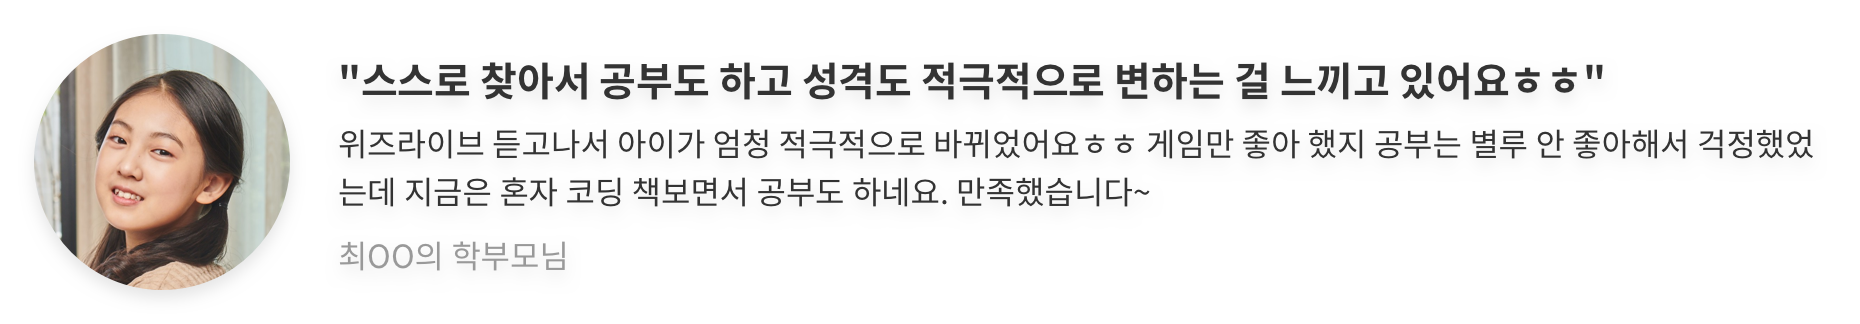 "스스로 찾아서 공부도 하고 성격도 적극적으로 변하는 걸 느끼고 있어요ㅎㅎ"
위즈라이브 듣고나서 아이가 엄청 적극적으로 바뀌었어요ㅎㅎ 게임만 좋아 했지 공부는 별루 안 좋아해서 걱정했었
는데 지금은 혼자 코딩 책보면서 공부도 하네요. 만족했습니다~
최OO의 학부모님